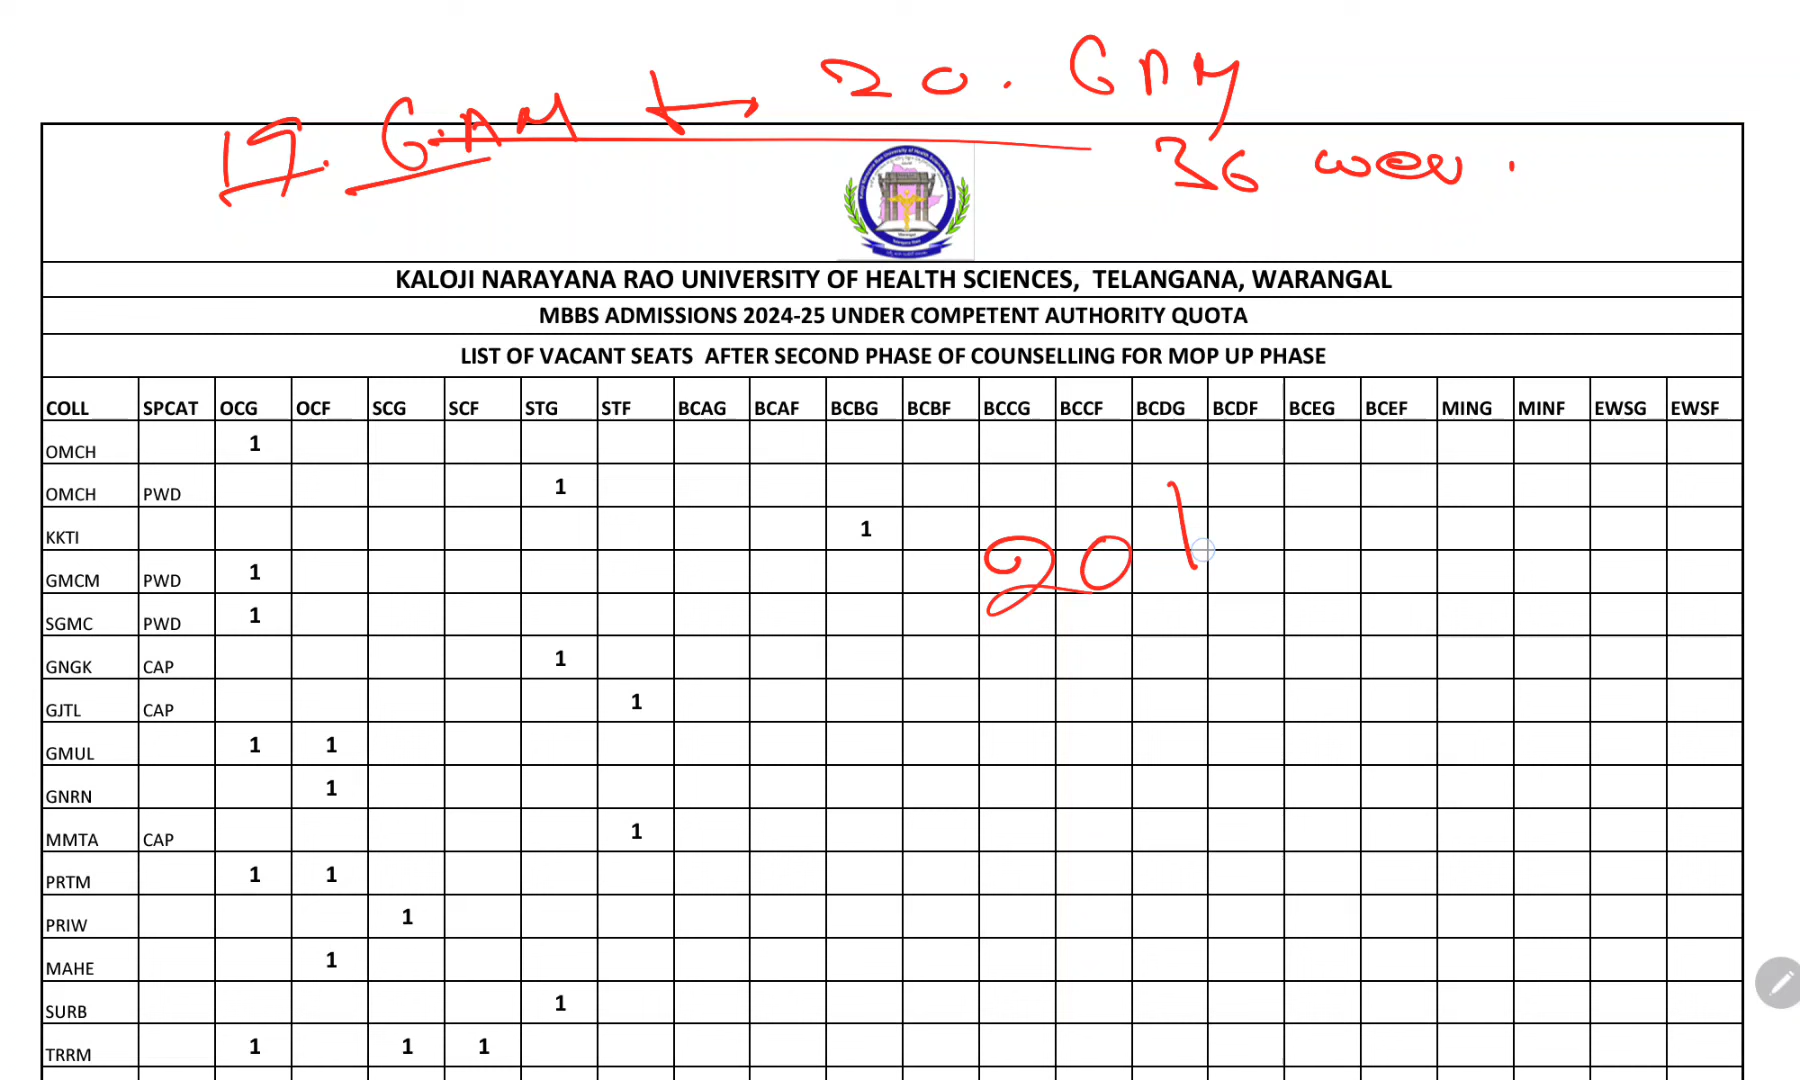 20. GAM
19. G.AM
36 
KALOJI NARAYANA RAO UNIVERSITY OF HEALTH SCIENCES, TELANGANA, WARANGAL
MBBS ADMISSIONS 2024-25 UNDER COMPETENT AUTHORITY QUOTA
LIST OF VACANT SEATS AFTER SECOND PHASE OF COUNSELLING FOR MOP UP PHASE
COLL SPCAT OCG OCF SCG SCF STG STF BCAG BCAF BCBG BCBF BCCG BCCF BCDG BCDF BCEG BCEF MING MINF EWSG EWSF
OMCH 1
OMCH PWD 1
KKTI 1
20
GMCM PWD 1
SGMC PWD 1
GNGK CAP 1
GJTL CAP 1
GMUL 1 1
GNRN 1
MMTA CAP 1
PRTM 1 1
PRIW 1
MAHE 1
SURB 1
TRRM 1 1 1